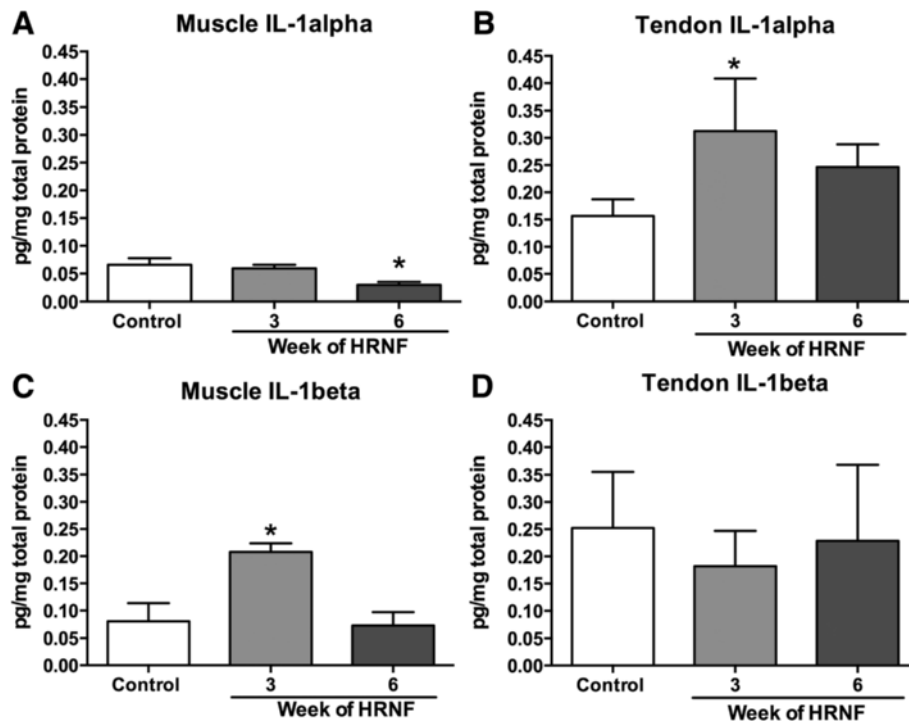 A
Muscle IL-1alpha
pg/mg total protein
0.45
0.40
0.35
0.30
0.25
0.20
0.15
0.10
0.05
0.00
*
Control 3 6
Week of HRNF
B
Tendon IL-1alpha
pg/mg total protein
0.45
0.40
0.35
0.30
0.25
0.20
0.15
0.10
0.05
0.00
*
Control 3 6
Week of HRNF
C
Muscle IL-1beta
pg/mg total protein
0.45
0.40
0.35
0.30
0.25
0.20
0.15
0.10
0.05
0.00
*
Control 3 6
Week of HRNF
D
Tendon IL-1beta
pg/mg total protein
0.45
0.40
0.35
0.30
0.25
0.20
0.15
0.10
0.05
0.00
Control 3 6
Week of HRNF